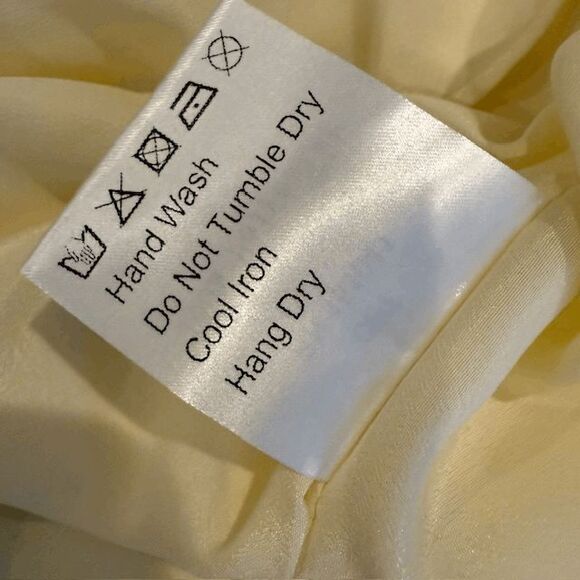 Hand Wash
Do Not Tumble Dry
Cool Iron
Hang Dry